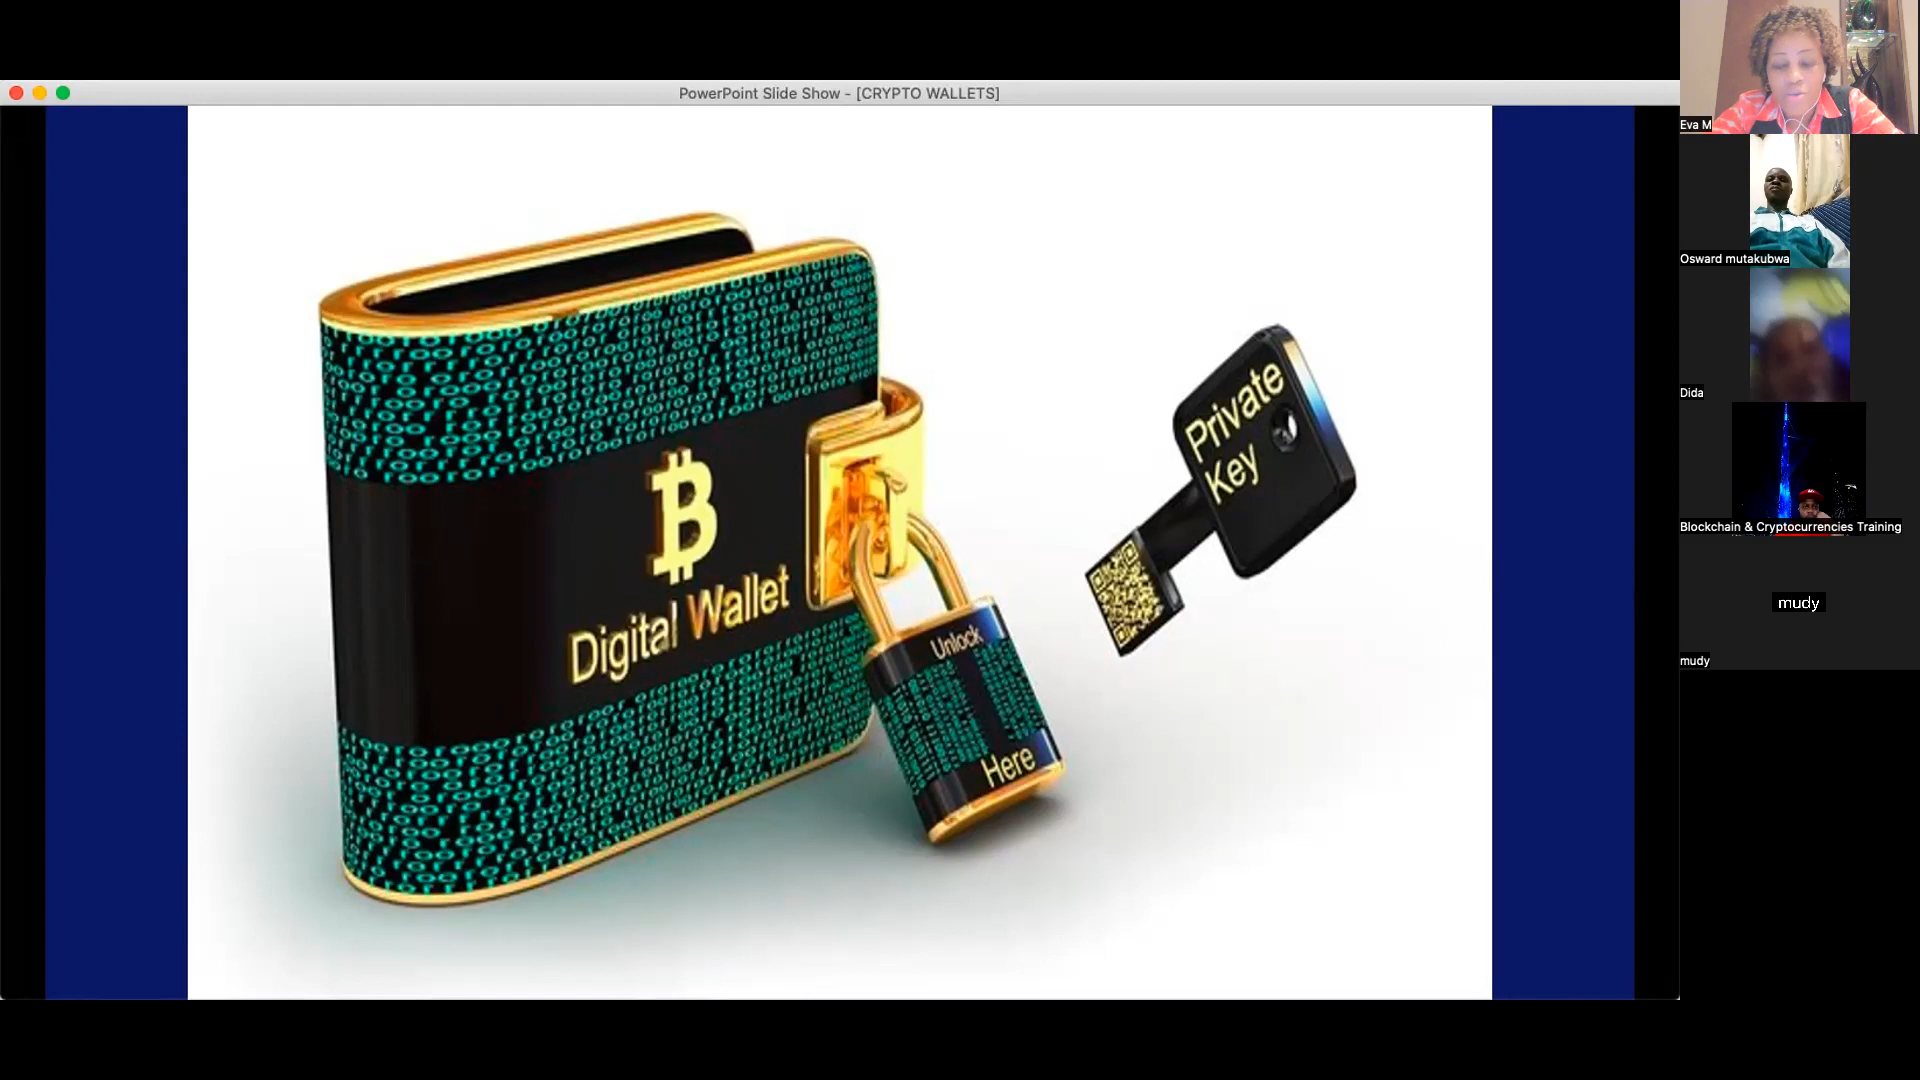 PowerPoint Slide Show - [CRYPTO WALLETS]
Digital Wallet
Unlock
Here
Private
Key
Eva M
Osward mutakubwa
Dida
Blockchain & Cryptocurrencies Training
mudy
mudy